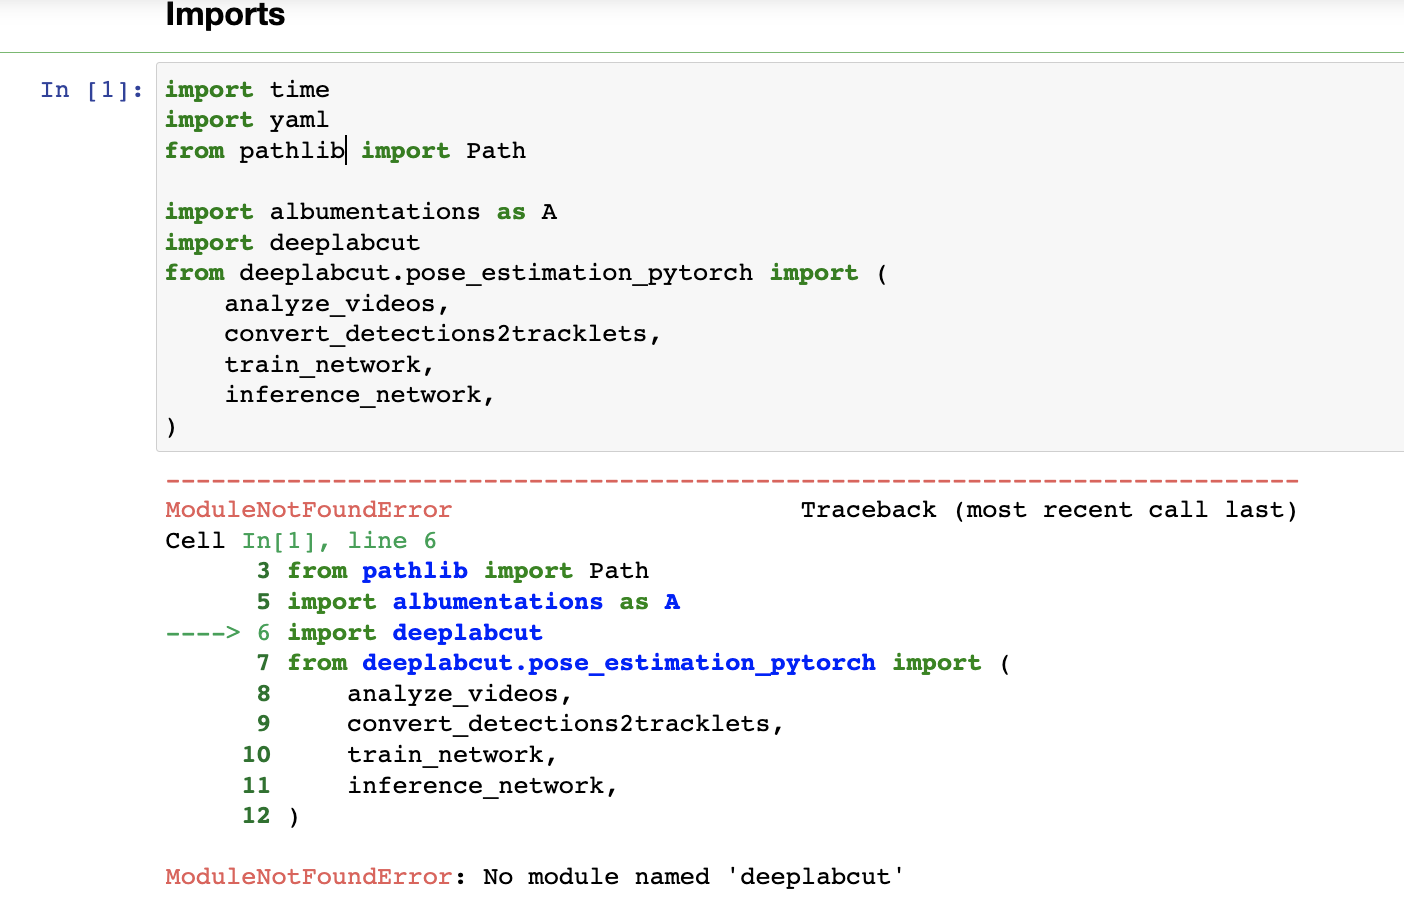 Imports
In [1]:
import time
import yaml
from pathlib import Path
import albumentations as A
import deeplabcut
from deeplabcut.pose_estimation_pytorch import (
    analyze_videos,
    convert_detections2tracklets,
    train_network,
    inference_network,
)
---------------------------------------------------------------------------
ModuleNotFoundError                       Traceback (most recent call last)
Cell In[1], line 6
      3 from pathlib import Path
      5 import albumentations as A
----> 6 import deeplabcut
      7 from deeplabcut.pose_estimation_pytorch import (
      8     analyze_videos,
      9     convert_detections2tracklets,
     10     train_network,
     11     inference_network,
     12 )
ModuleNotFoundError: No module named 'deeplabcut'